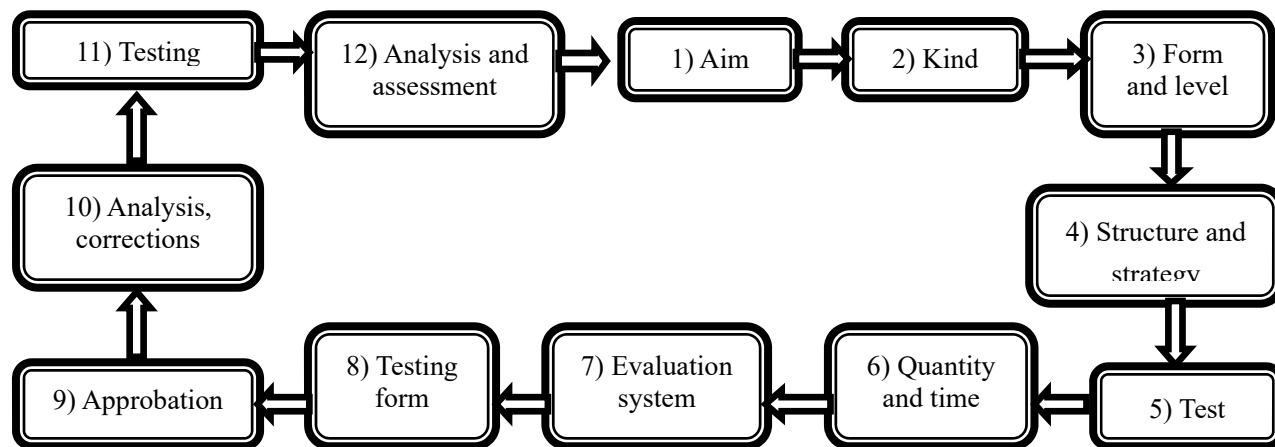 11) Testing
12) Analysis and
assessment
1) Aim
2) Kind
3) Form
and level
10) Analysis,
corrections
4) Structure and
strategy
9) Approbation
8) Testing
form
7) Evaluation
system
6) Quantity
and time
5) Test